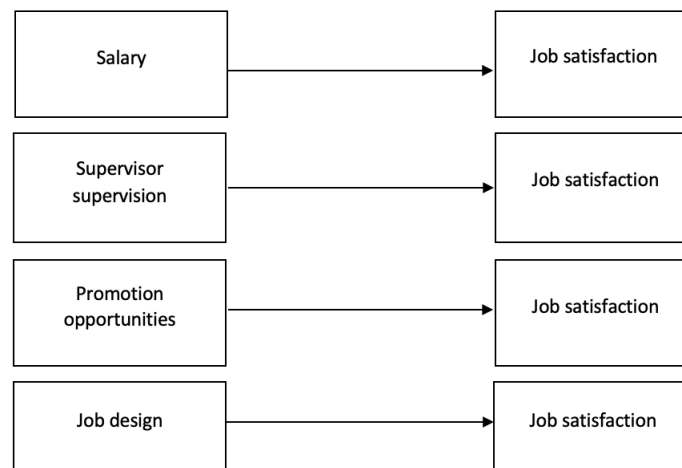 Salary
Job satisfaction
Supervisor
supervision
Job satisfaction
Promotion
opportunities
Job satisfaction
Job design
Job satisfaction